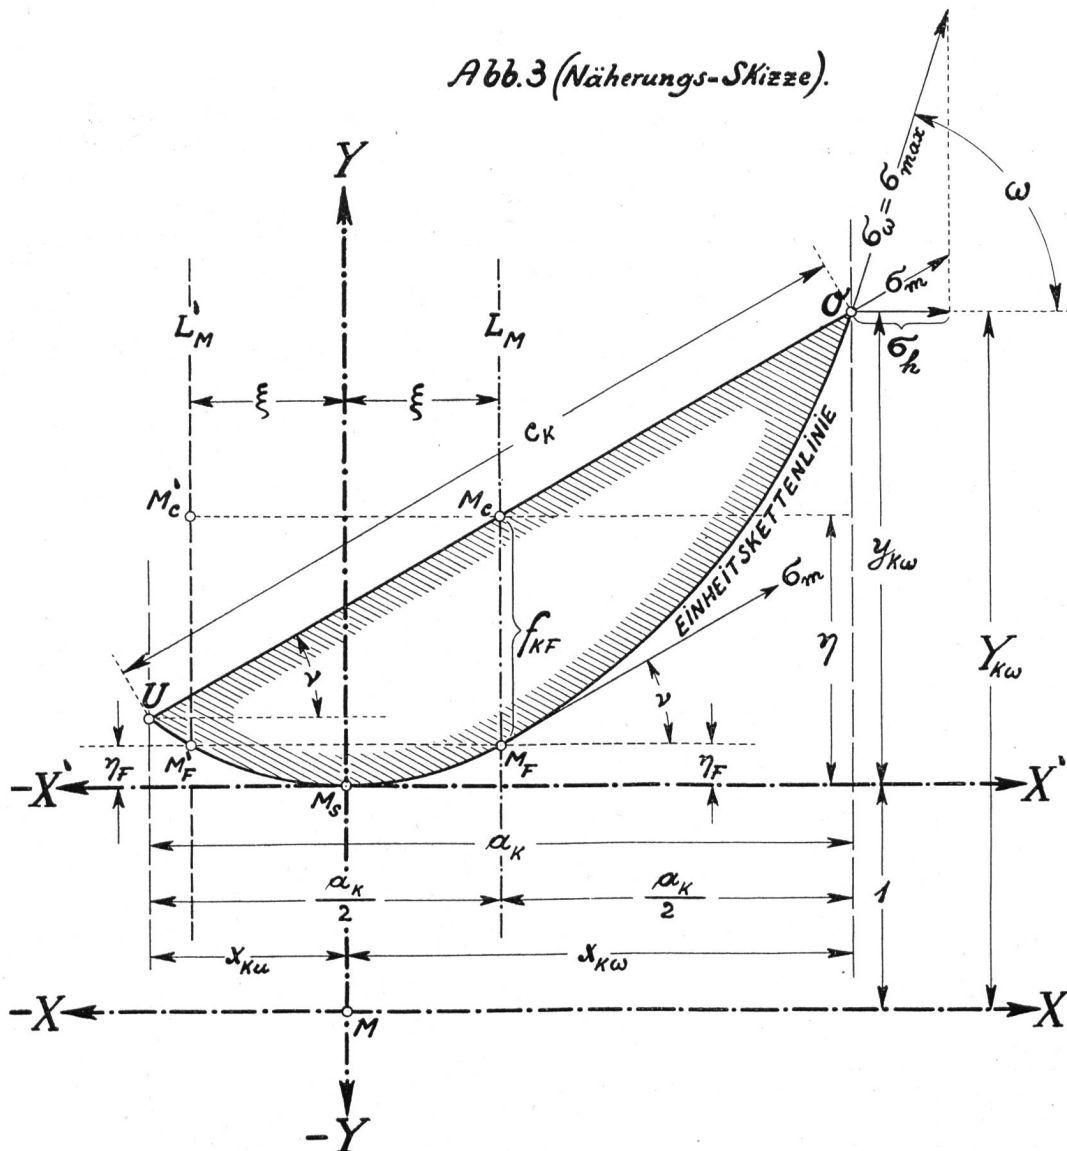 Abb.3 (Näherungs-Skizze).
Y
σω = σmax
ω
σm
O
σh
L'M
LM
ξ
ξ
cK
M'c
Mc
EINHEITSKETTENLINIE
yKω
σm
fKF
η
YKω
ν
U
ν
ηF
M'F
MF
ηF
-X'
Ms
X'
aK
aK/2
aK/2
1
xKu
xKω
-X
M
X
-Y